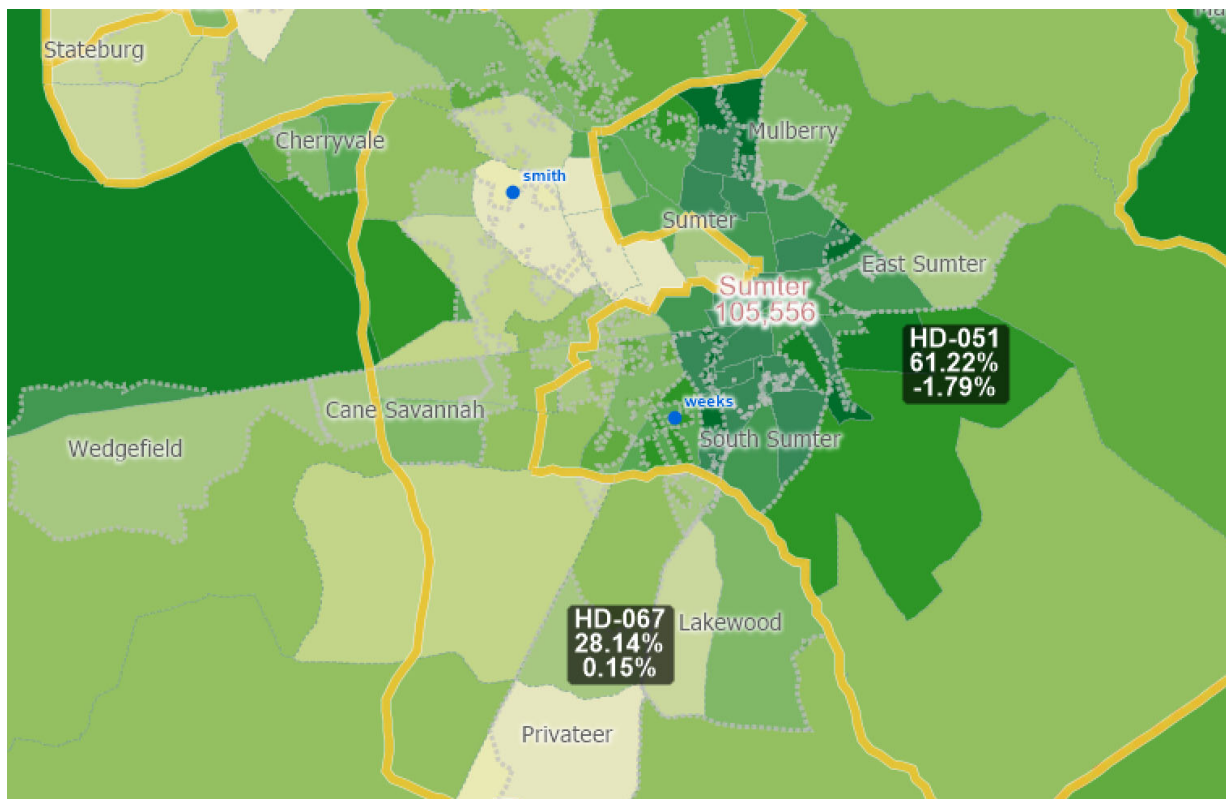 Stateburg
Cherryvale
Mulberry
smith
Sumter
East Sumter
Sumter
105,556
HD-051
61.22%
-1.79%
weeks
Cane Savannah
South Sumter
Wedgefield
HD-067
28.14%
0.15%
Lakewood
Privateer